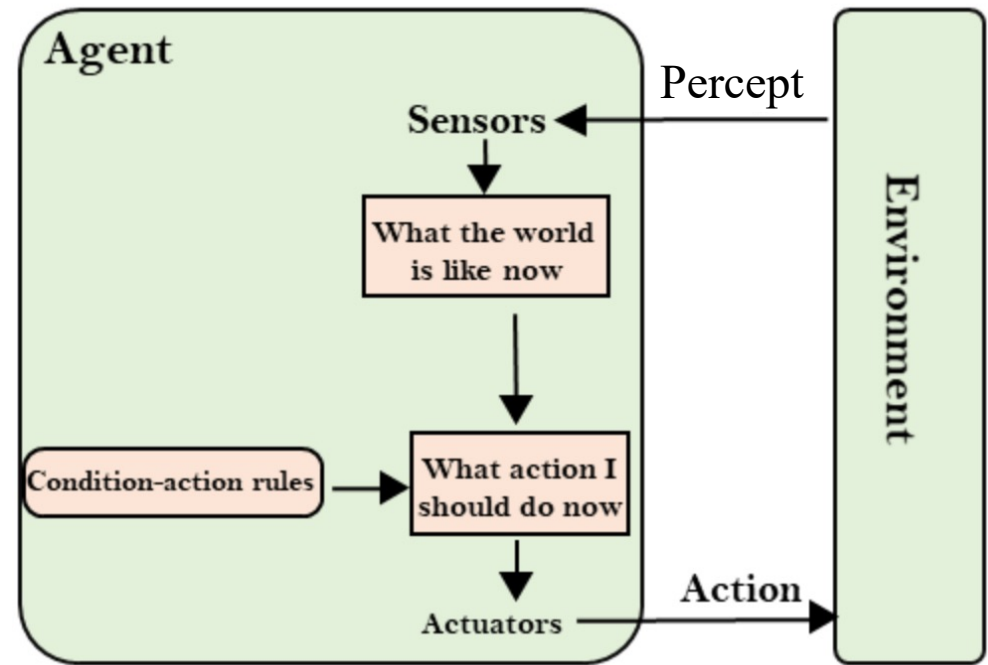 Agent
Percept
Sensors
What the world
is like now
Environment
Condition-action rules
What action I
should do now
Action
Actuators